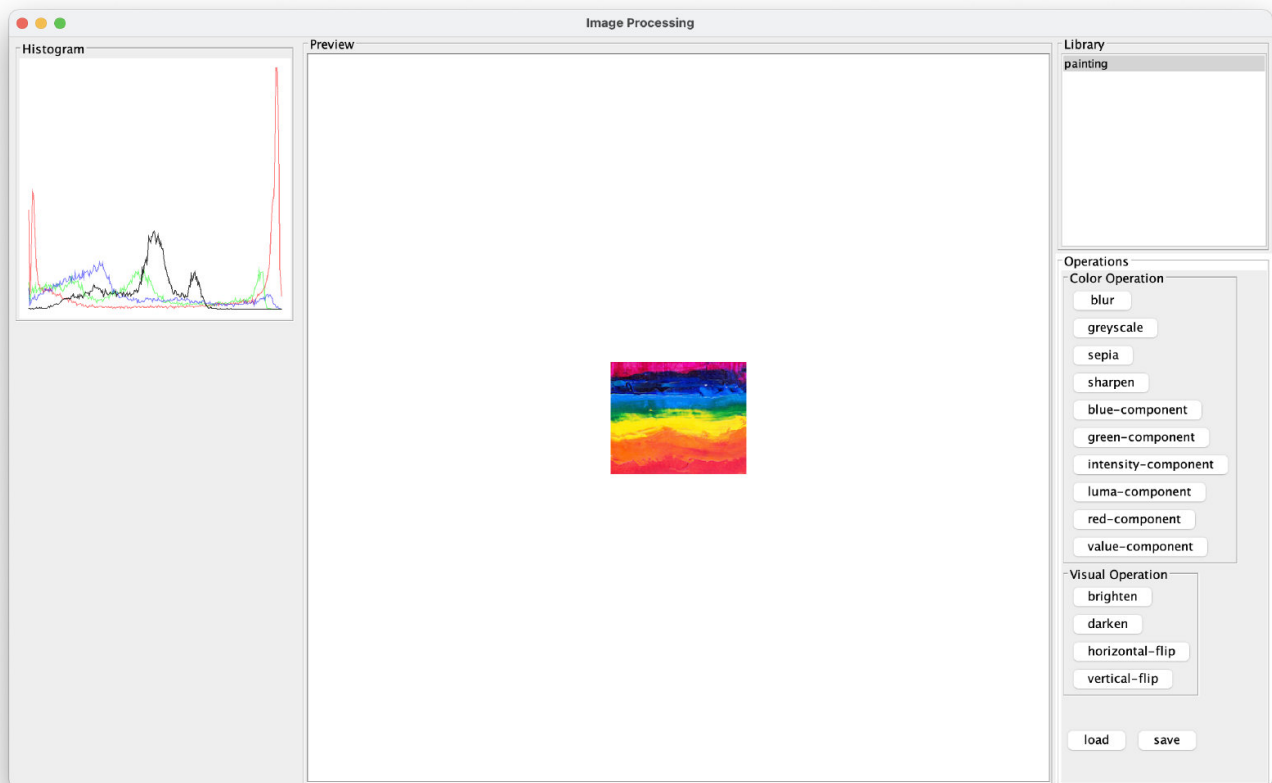 Image Processing
Histogram
Preview
Library
painting
Operations
Color Operation
blur
greyscale
sepia
sharpen
blue-component
green-component
intensity-component
luma-component
red-component
value-component
Visual Operation
brighten
darken
horizontal-flip
vertical-flip
load save